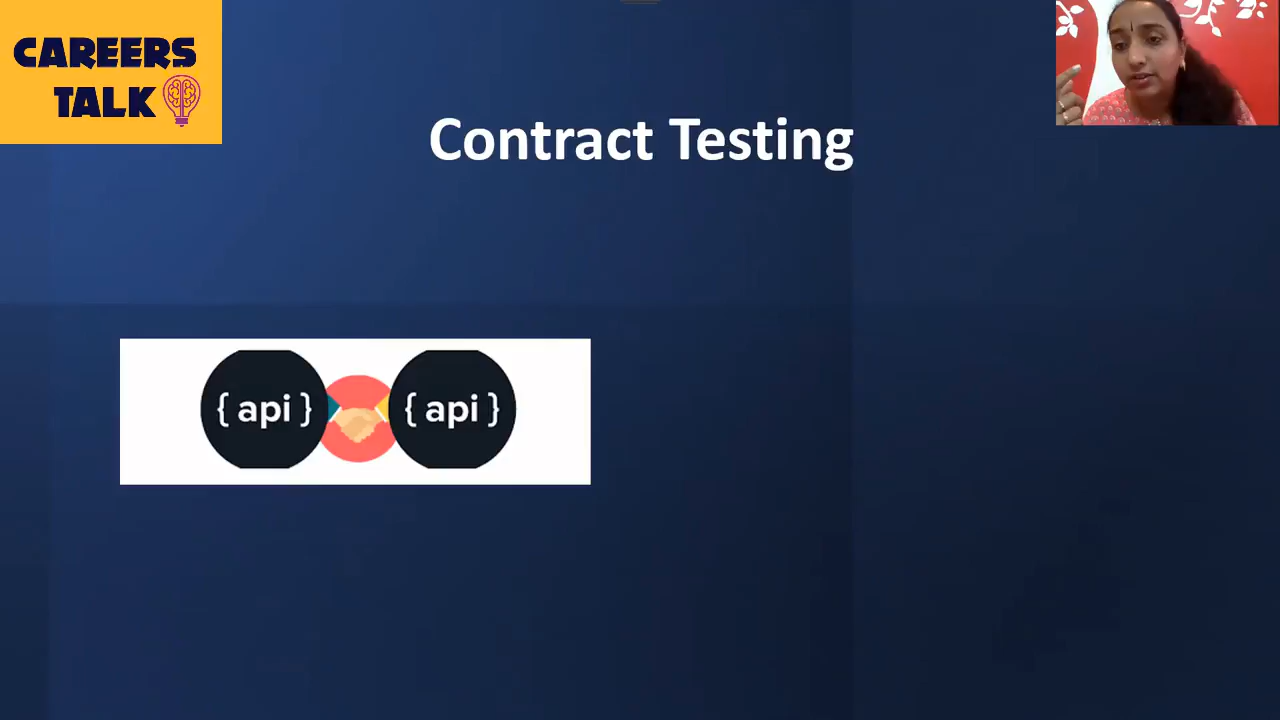 CAREERS
TALK
Contract Testing
{ api }
{ api }